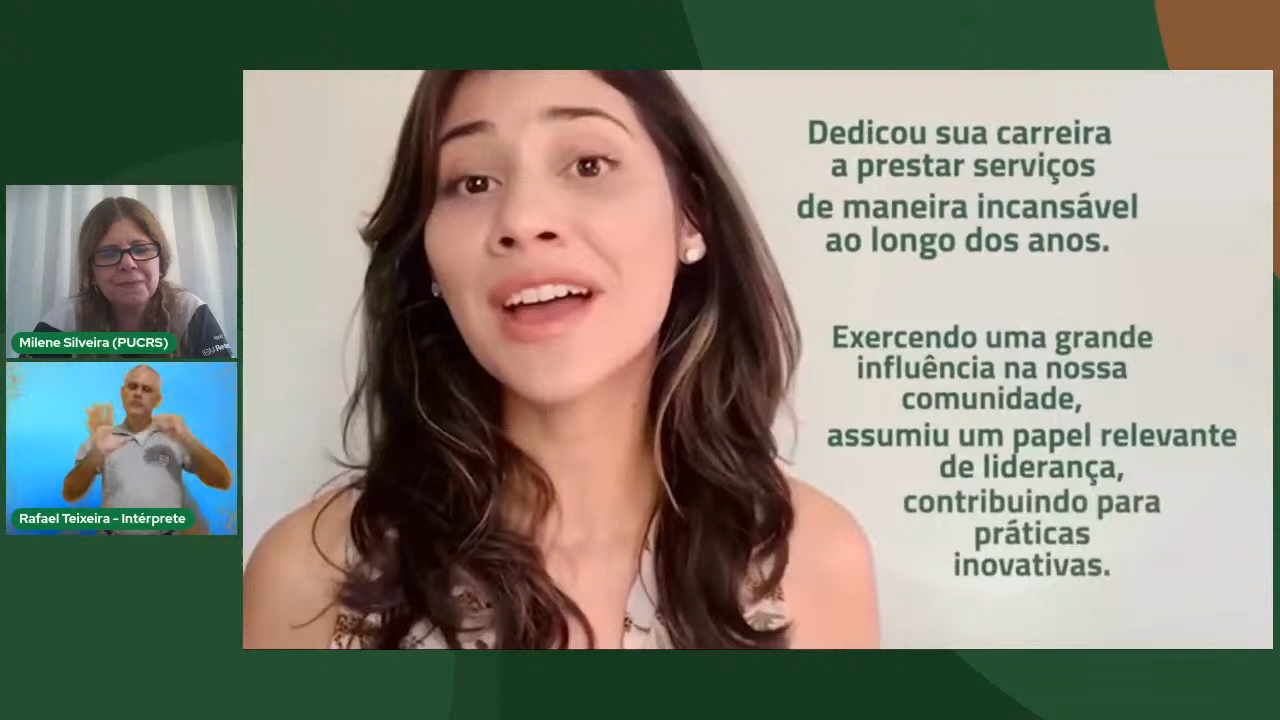 Dedicou sua carreira
a prestar serviços
de maneira incansável
ao longo dos anos.
Exercendo uma grande
influência na nossa
comunidade,
assumiu um papel relevante
de liderança,
contribuindo para
práticas
inovativas.
Milene Silveira (PUCRS)
Rafael Teixeira - Intérprete